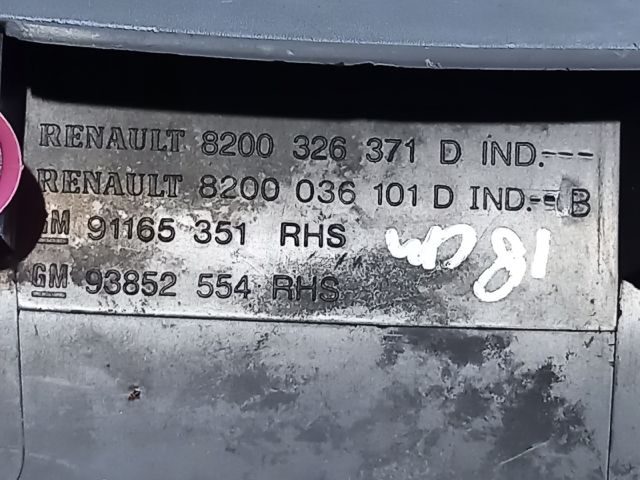 RENAULT 8200 326 371 D IND.---
RENAULT 8200 036 101 D IND.--B
GM 91165 351 RHS
GM 93852 554 RHS
18 cm